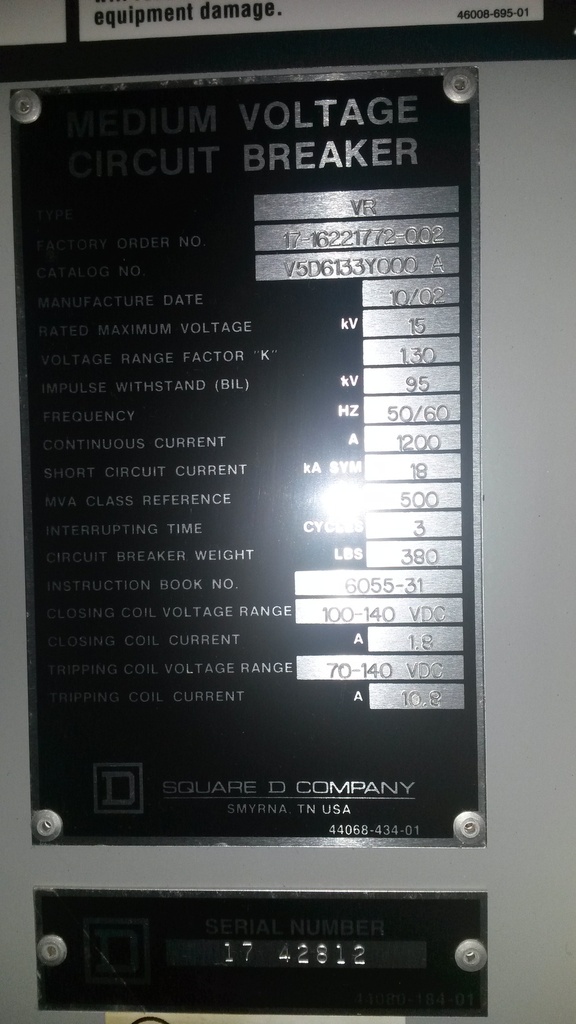 equipment damage.
46008-695-01
MEDIUM VOLTAGE
CIRCUIT BREAKER
TYPE VR
FACTORY ORDER NO. 17-16221772-002
CATALOG NO. V5D6133Y000 A
MANUFACTURE DATE 10/02
RATED MAXIMUM VOLTAGE kV 15
VOLTAGE RANGE FACTOR "K" 1.30
IMPULSE WITHSTAND (BIL) kV 95
FREQUENCY HZ 50/60
CONTINUOUS CURRENT A 1200
SHORT CIRCUIT CURRENT kA SYM 18
MVA CLASS REFERENCE 500
INTERRUPTING TIME CYCLES 3
CIRCUIT BREAKER WEIGHT LBS 380
INSTRUCTION BOOK NO. 6055-31
CLOSING COIL VOLTAGE RANGE 100-140 VDC
CLOSING COIL CURRENT A 1.8
TRIPPING COIL VOLTAGE RANGE 70-140 VDC
TRIPPING COIL CURRENT A 10.8
D SQUARE D COMPANY
SMYRNA, TN USA
44068-434-01
D SERIAL NUMBER
17 42812
44080-184-01